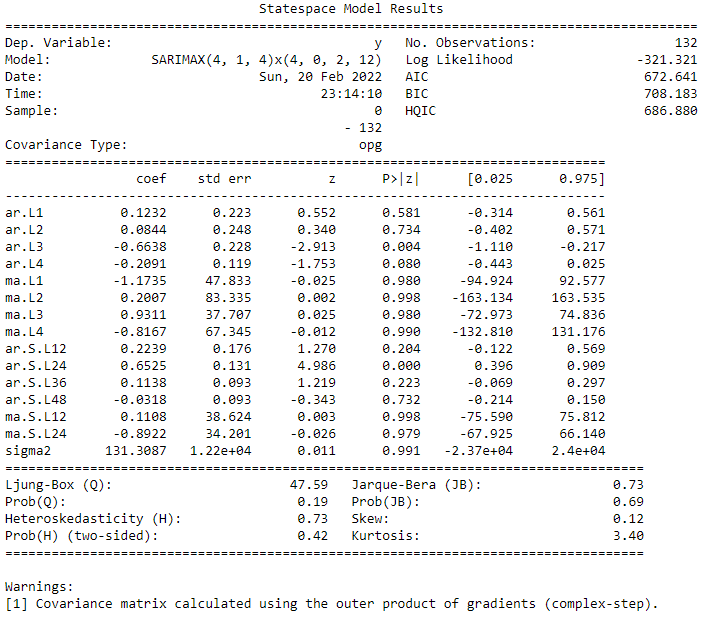 Statespace Model Results
==========================================================================================
Dep. Variable: y No. Observations: 132
Model: SARIMAX(4, 1, 4)x(4, 0, 2, 12) Log Likelihood -321.321
Date: Sun, 20 Feb 2022 AIC 672.641
Time: 23:14:10 BIC 708.183
Sample: 0 HQIC 686.880
- 132
Covariance Type: opg
==============================================================================
coef std err z P>|z| [0.025 0.975]
------------------------------------------------------------------------------
ar.L1 0.1232 0.223 0.552 0.581 -0.314 0.561
ar.L2 0.0844 0.248 0.340 0.734 -0.402 0.571
ar.L3 -0.6638 0.228 -2.913 0.004 -1.110 -0.217
ar.L4 -0.2091 0.119 -1.753 0.080 -0.443 0.025
ma.L1 -1.1735 47.833 -0.025 0.980 -94.924 92.577
ma.L2 0.2007 83.335 0.002 0.998 -163.134 163.535
ma.L3 0.9311 37.707 0.025 0.980 -72.973 74.836
ma.L4 -0.8167 67.345 -0.012 0.990 -132.810 131.176
ar.S.L12 0.2239 0.176 1.270 0.204 -0.122 0.569
ar.S.L24 0.6525 0.131 4.986 0.000 0.396 0.909
ar.S.L36 0.1138 0.093 1.219 0.223 -0.069 0.297
ar.S.L48 -0.0318 0.093 -0.343 0.732 -0.214 0.150
ma.S.L12 0.1108 38.624 0.003 0.998 -75.590 75.812
ma.S.L24 -0.8922 34.201 -0.026 0.979 -67.925 66.140
sigma2 131.3087 1.22e+04 0.011 0.991 -2.37e+04 2.4e+04
===================================================================================
Ljung-Box (Q): 47.59 Jarque-Bera (JB): 0.73
Prob(Q): 0.19 Prob(JB): 0.69
Heteroskedasticity (H): 0.73 Skew: 0.12
Prob(H) (two-sided): 0.42 Kurtosis: 3.40
===================================================================================
Warnings:
[1] Covariance matrix calculated using the outer product of gradients (complex-step).